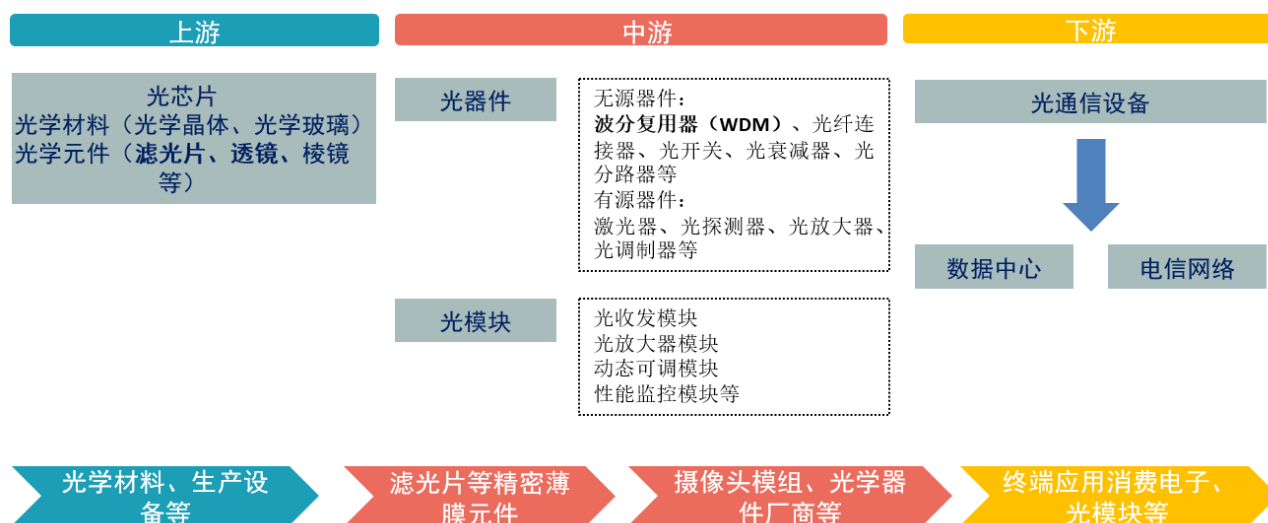 上游
中游
下游
光芯片
光学材料（光学晶体、光学玻璃）
光学元件（滤光片、透镜、棱镜
等）
光器件
无源器件：
波分复用器（WDM）、光纤连
接器、光开关、光衰减器、光
分路器等
有源器件：
激光器、光探测器、光放大器、
光调制器等
光模块
光收发模块
光放大器模块
动态可调模块
性能监控模块等
光通信设备
数据中心
电信网络
光学材料、生产设
备等
滤光片等精密薄
膜元件
摄像头模组、光学器
件厂商等
终端应用消费电子、
光模块等